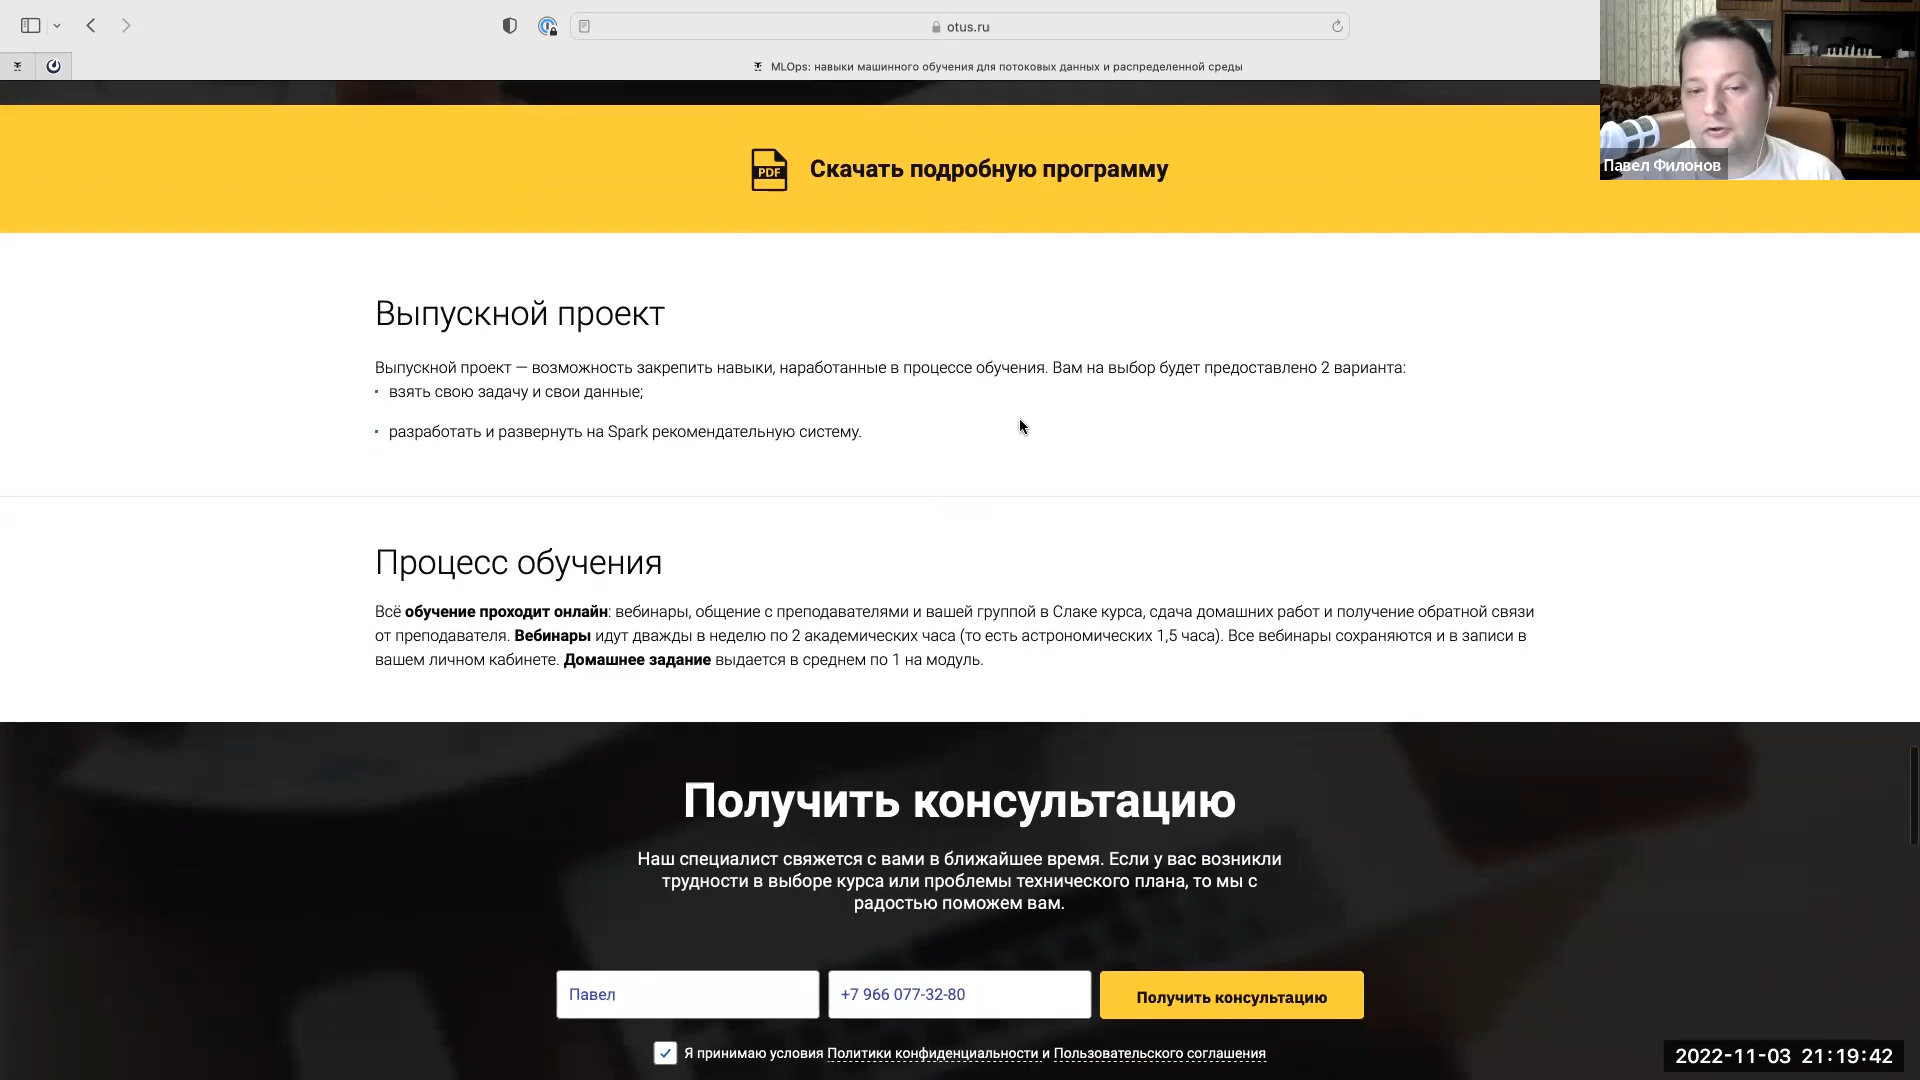 otus.ru
MLOps: навыки машинного обучения для потоковых данных и распределенной среды
Павел Филонов
PDF
Скачать подробную программу
Выпускной проект
Выпускной проект — возможность закрепить навыки, наработанные в процессе обучения. Вам на выбор будет предоставлено 2 варианта:
взять свою задачу и свои данные;
разработать и развернуть на Spark рекомендательную систему.
Процесс обучения
Всё обучение проходит онлайн: вебинары, общение с преподавателями и вашей группой в Слаке курса, сдача домашних работ и получение обратной связи
от преподавателя. Вебинары идут дважды в неделю по 2 академических часа (то есть астрономических 1,5 часа). Все вебинары сохраняются и в записи в
вашем личном кабинете. Домашнее задание выдается в среднем по 1 на модуль.
Получить консультацию
Наш специалист свяжется с вами в ближайшее время. Если у вас возникли
трудности в выборе курса или проблемы технического плана, то мы с
радостью поможем вам.
Павел
+7 966 077-32-80
Получить консультацию
Я принимаю условия Политики конфиденциальности и Пользовательского соглашения
2022-11-03 21:19:42